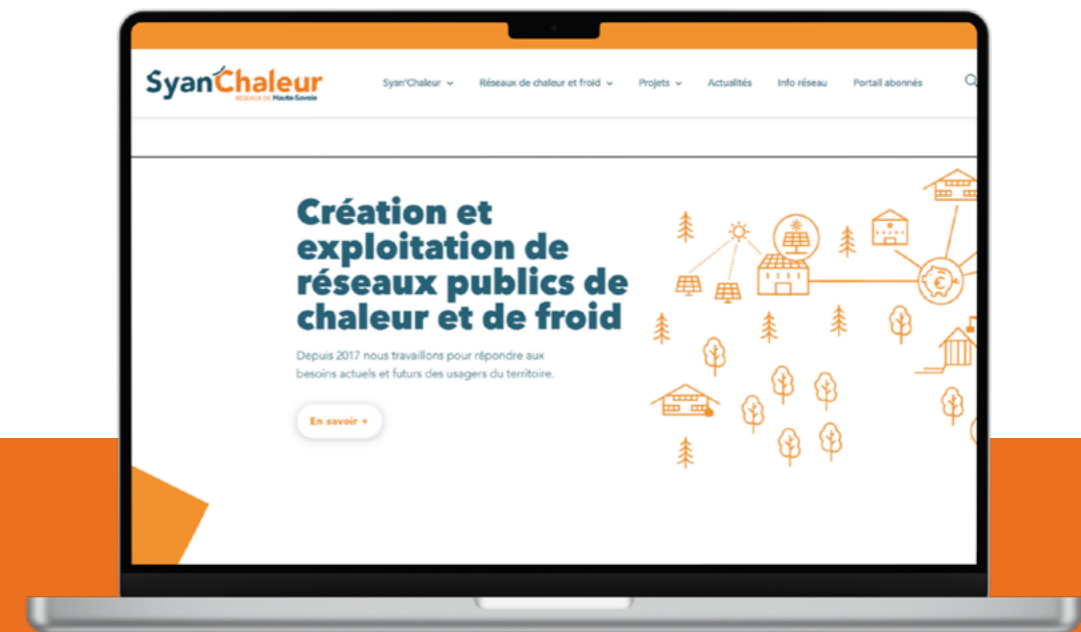 Syan'Chaleur
RÉSEAUX DE Haute-Savoie
Syan'Chaleur
Réseaux de chaleur et froid
Projets
Actualités
Info réseau
Portail abonnés
Création et
exploitation de
réseaux publics de
chaleur et de froid
Depuis 2017 nous travaillons pour répondre aux
besoins actuels et futurs des usagers du territoire.
En savoir +
€